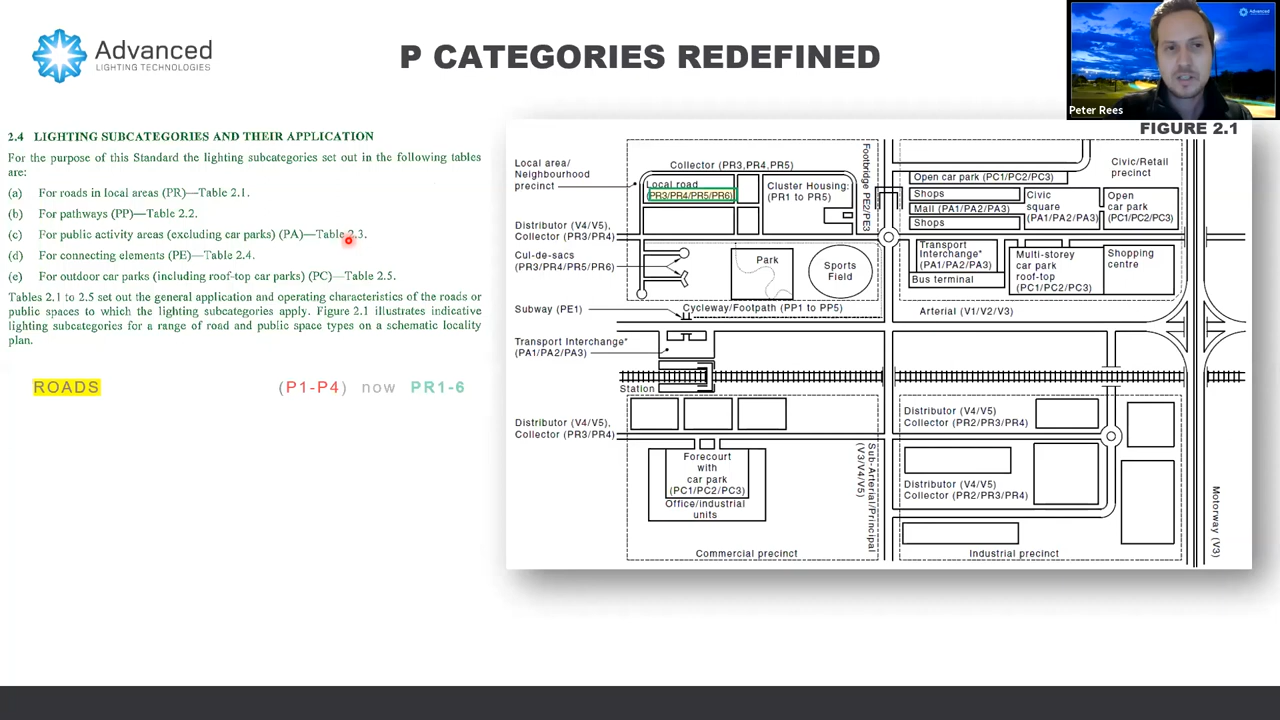 Advanced
LIGHTING TECHNOLOGIES
P CATEGORIES REDEFINED
Advanced
Peter Rees
2.4 LIGHTING SUBCATEGORIES AND THEIR APPLICATION
For the purpose of this Standard the lighting subcategories set out in the following tables
are:
(a) For roads in local areas (PR)—Table 2.1.
(b) For pathways (PP)—Table 2.2.
(c) For public activity areas (excluding car parks) (PA)—Table 2.3.
(d) For connecting elements (PE)—Table 2.4.
(e) For outdoor car parks (including roof-top car parks) (PC)—Table 2.5.
Tables 2.1 to 2.5 set out the general application and operating characteristics of the roads or
public spaces to which the lighting subcategories apply. Figure 2.1 illustrates indicative
lighting subcategories for a range of road and public space types on a schematic locality
plan.
ROADS (P1-P4) now PR1-6
FIGURE 2.1
Local area/
Neighbourhood
precinct
Collector (PR3,PR4,PR5)
Local road
(PR3/PR4/PR5/PR6)
Cluster Housing:
(PR1 to PR5)
Footbridge PE2/PE3
Open car park (PC1/PC2/PC3)
Civic/Retail
precinct
Shops
Mall (PA1/PA2/PA3)
Shops
Civic
square
(PA1/PA2/PA3)
Open
car park
(PC1/PC2/PC3)
Distributor (V4/V5),
Collector (PR3/PR4)
Cul-de-sacs
(PR3/PR4/PR5/PR6)
Park
Sports
Field
Transport
Interchange*
(PA1/PA2/PA3)
Bus terminal
Multi-storey
car park
roof-top
(PC1/PC2/PC3)
Shopping
centre
Subway (PE1)
Cycleway/Footpath (PP1 to PP5)
Arterial (V1/V2/V3)
Transport Interchange*
(PA1/PA2/PA3)
Station
Distributor (V4/V5),
Collector (PR3/PR4)
Forecourt
with
car park
(PC1/PC2/PC3)
Office/industrial
units
Sub-Arterial/Principal
(V3/V4/V5)
Distributor (V4/V5)
Collector (PR2/PR3/PR4)
Distributor (V4/V5)
Collector (PR2/PR3/PR4)
Motorway (V3)
Commercial precinct
Industrial precinct